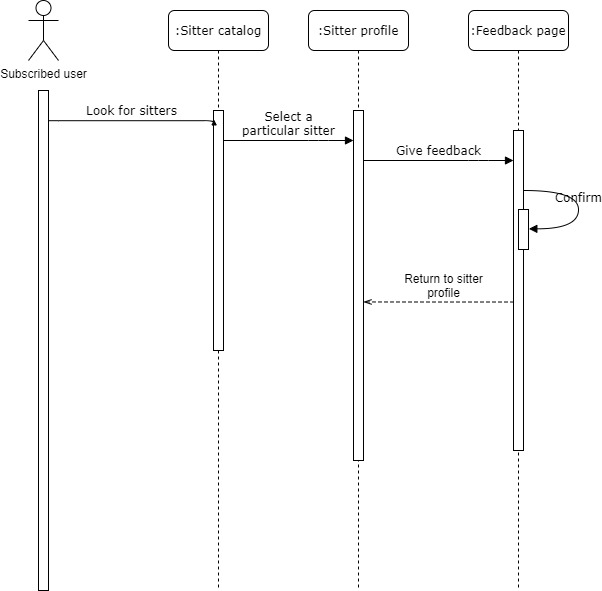 :Sitter catalog
:Sitter profile
:Feedback page
Subscribed user
Look for sitters
Select a
particular sitter
Give feedback
Confirm
Return to sitter
profile